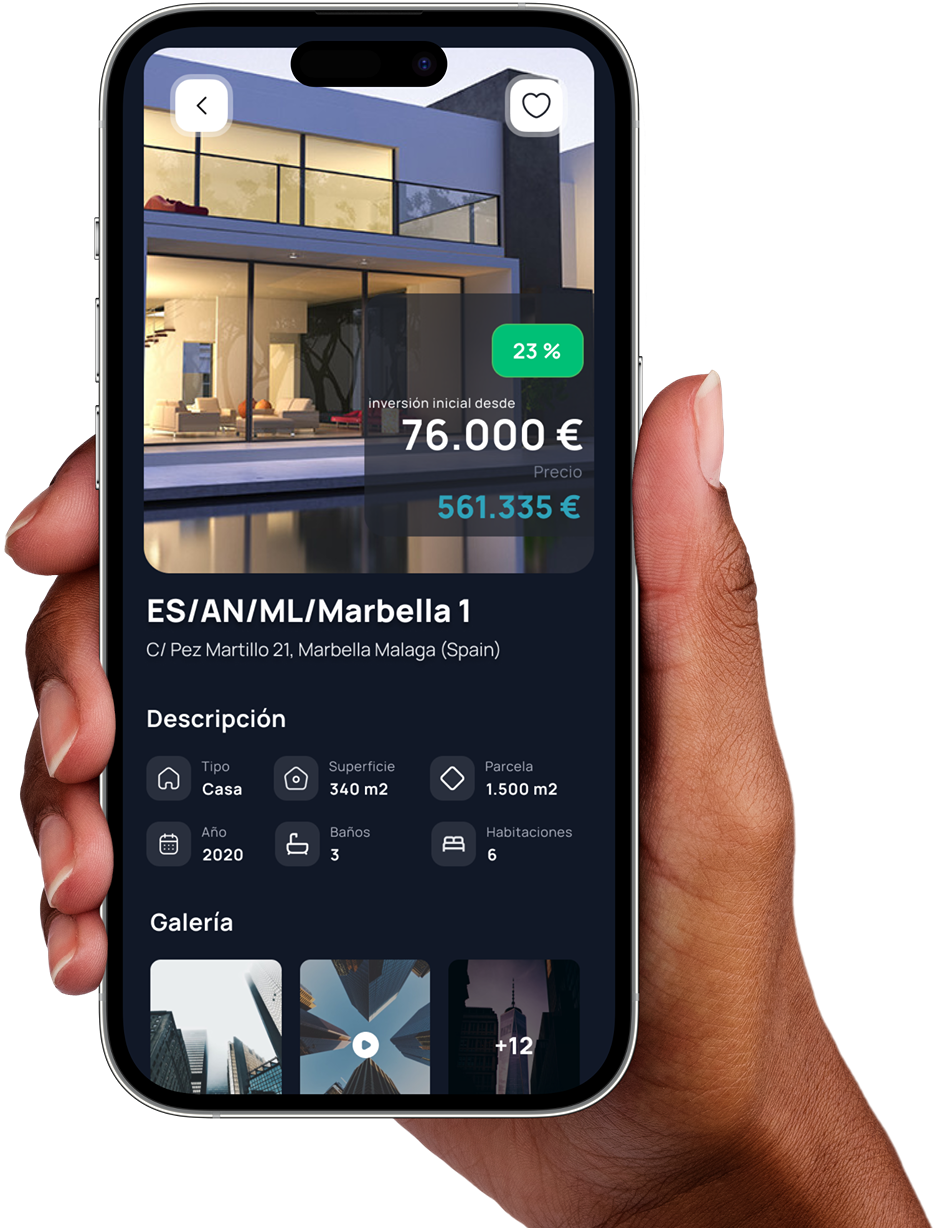 23 %
inversión inicial desde
76.000 €
Precio
561.335 €
ES/AN/ML/Marbella 1
C/ Pez Martillo 21, Marbella Malaga (Spain)
Descripción
Tipo
Casa
Superficie
340 m2
Parcela
1.500 m2
Año
2020
Baños
3
Habitaciones
6
Galería
+12